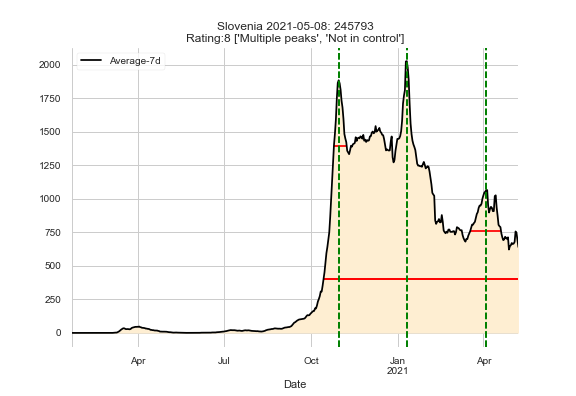 Slovenia 2021-05-08: 245793
Rating:8 ['Multiple peaks', 'Not in control']
Average-7d
2000
1750
1500
1250
1000
750
500
250
0
Apr
Jul
Oct
Jan
2021
Apr
Date